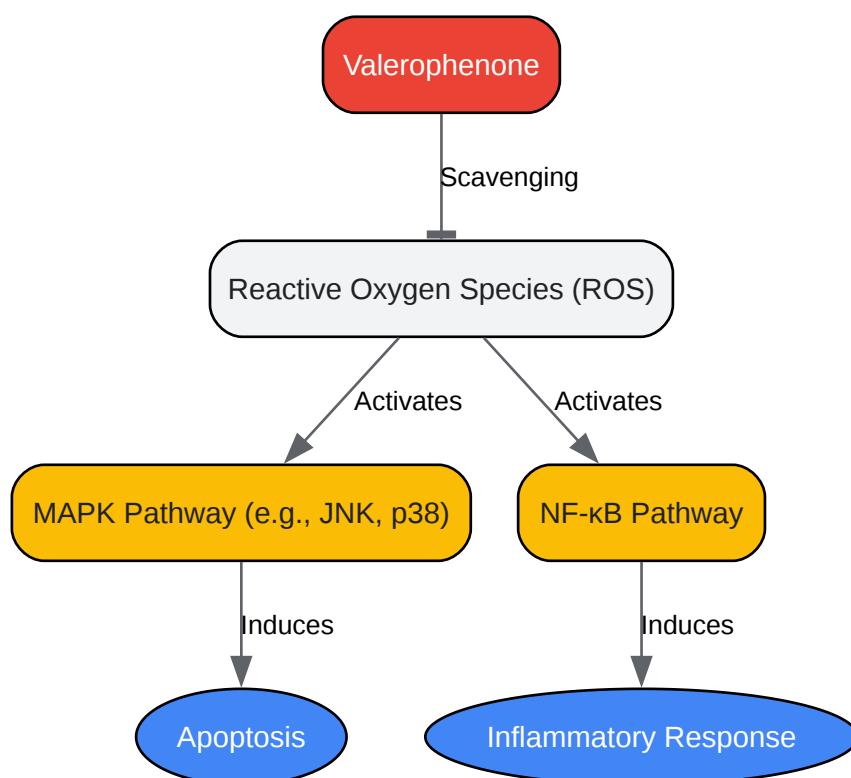 Valerophenone
Scavenging
Reactive Oxygen Species (ROS)
Activates
Activates
MAPK Pathway (e.g., JNK, p38)
NF-κB Pathway
Induces
Induces
Apoptosis
Inflammatory Response